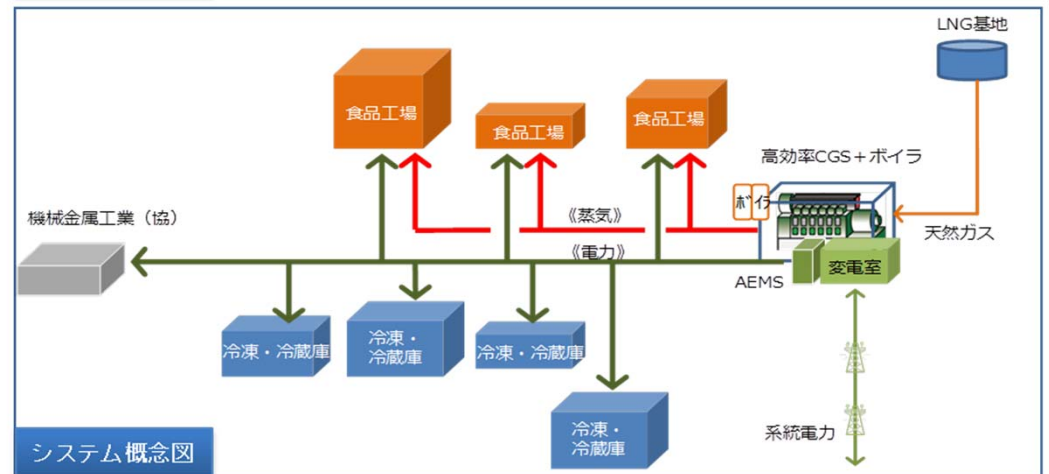 LNG基地
食品工場
食品工場
食品工場
高効率CGS+ボイラ
ボイラ
機械金属工業(協)
《蒸気》
天然ガス
《電力》
AEMS
変電室
冷凍・冷蔵庫
冷凍・
冷蔵庫
冷凍・冷蔵庫
冷凍・
冷蔵庫
系統電力
システム概念図